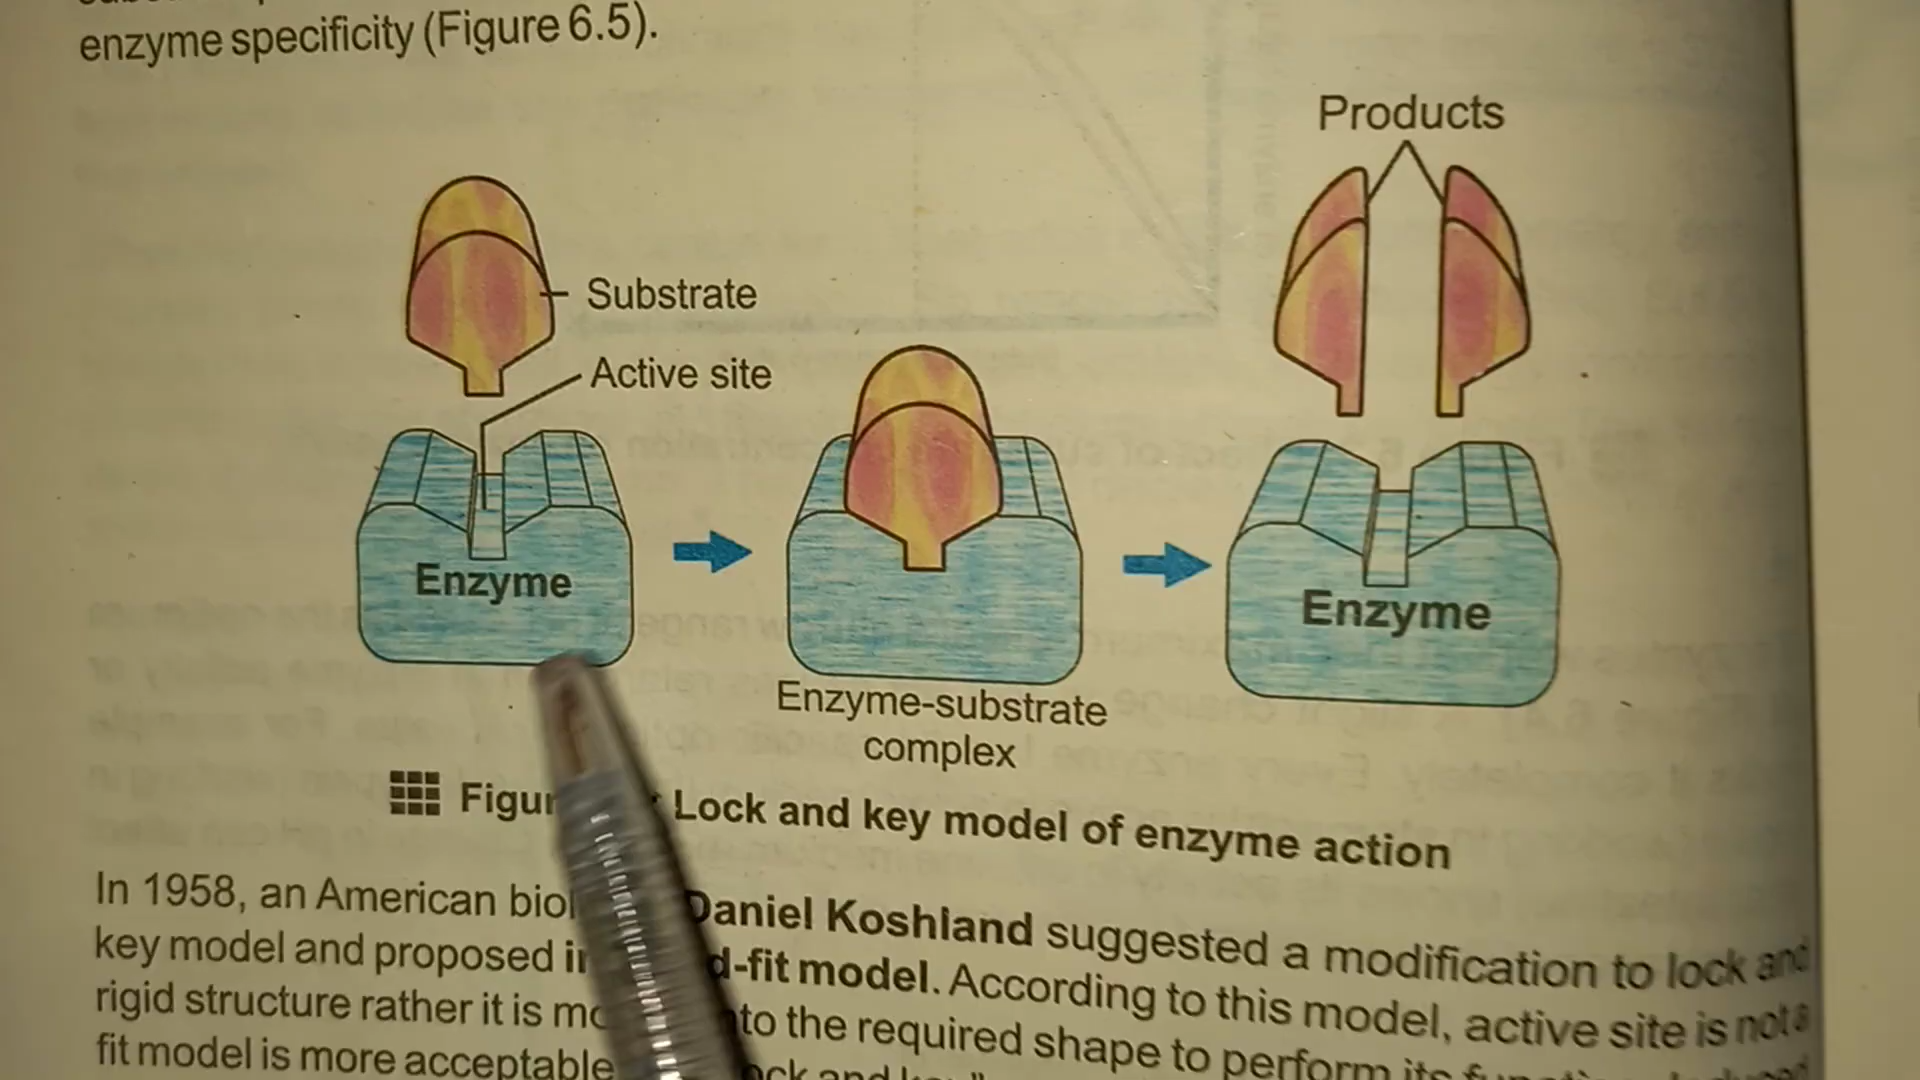 enzyme specificity (Figure 6.5).
Products
Substrate
Active site
Enzyme
Enzyme
Enzyme-substrate
complex
Lock and key model of enzyme action
In 1958, an American Daniel Koshland suggested a modification to lock and
key model and proposed d-fit model. According to this model, active site is not a
rigid structure rather it is to the required shape to perform its
fit model is more acceptable